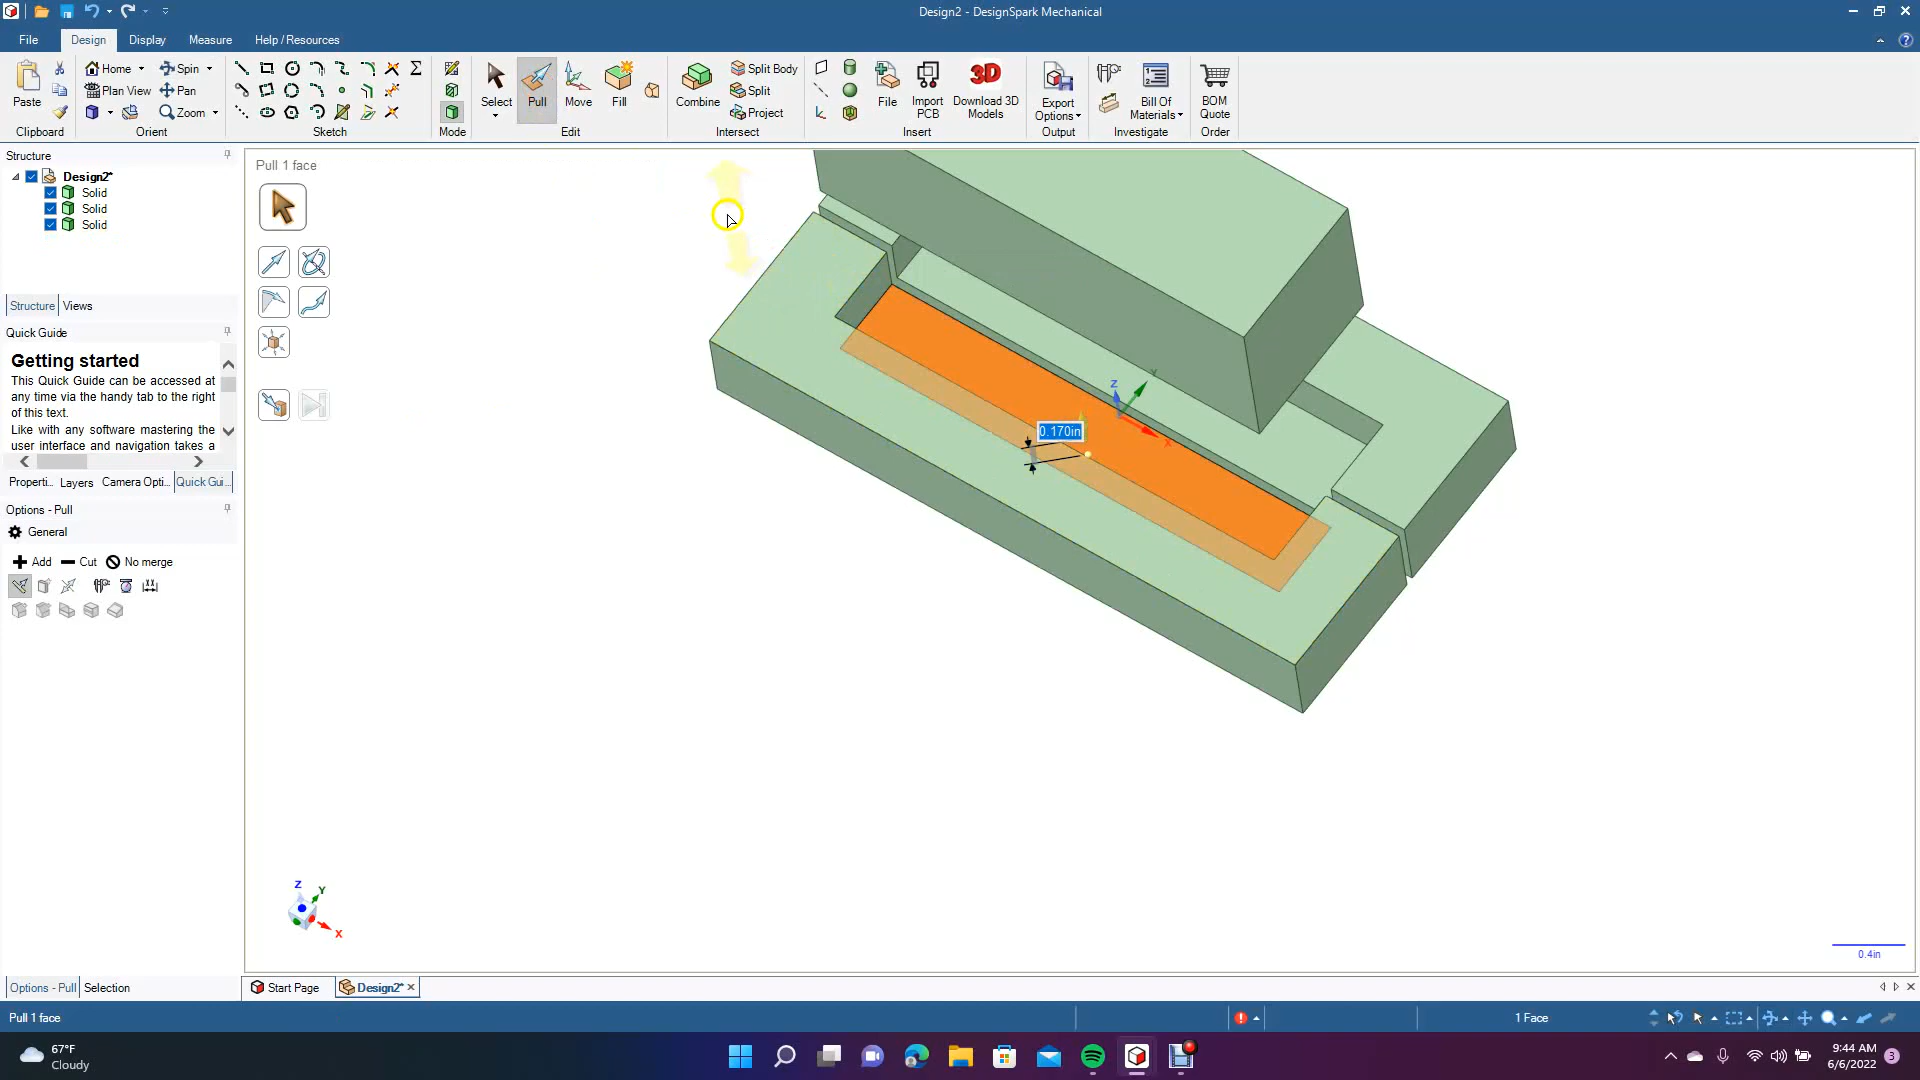 Design2 - DesignSpark Mechanical
File Design Display Measure Help / Resources
Paste
Clipboard
Home Spin
Plan View Pan
Zoom
Orient
Sketch
Mode
Select Pull Move Fill
Edit
Combine
Split Body
Split
Project
Intersect
File
Import
PCB
3D
Download 3D
Models
Insert
Export
Options
Output
Bill Of
Materials
Investigate
BOM
Quote
Order
Structure
Design2*
Solid
Solid
Solid
Structure Views
Quick Guide
Getting started
This Quick Guide can be accessed at
any time via the handy tab to the right
of this text.
Like with any software mastering the
user interface and navigation takes a
Properti... Layers Camera Opti... Quick Gui...
Options - Pull
General
Add Cut No merge
Options - Pull Selection
Pull 1 face
0.170in
Z
Y
X
Z
Y
X
0.4in
Start Page Design2*
Pull 1 face
1 Face
67°F
Cloudy
9:44 AM
6/6/2022
3